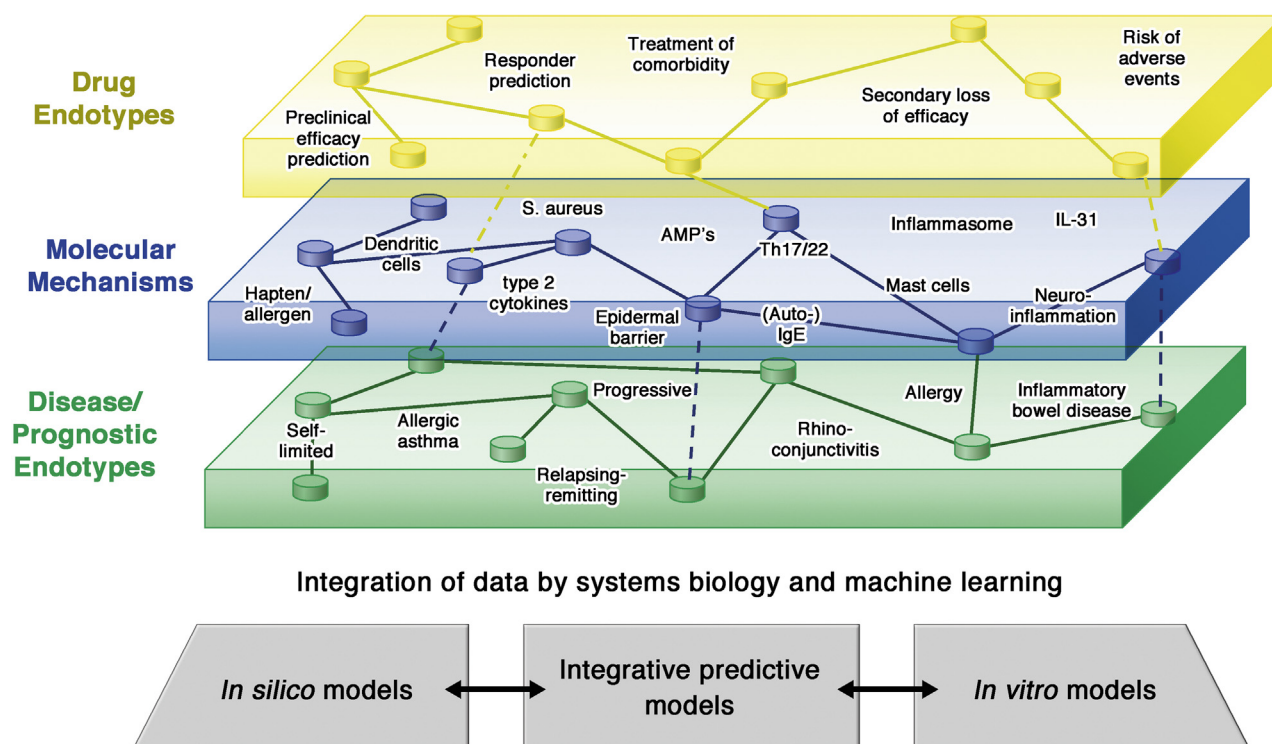 Drug
Endotypes
Preclinical
efficacy
prediction
Responder
prediction
Treatment of
comorbidity
Secondary loss
of efficacy
Risk of
adverse
events
Molecular
Mechanisms
Hapten/
allergen
Dendritic
cells
S. aureus
type 2
cytokines
AMP's
Epidermal
barrier
Th17/22
(Auto-)
IgE
Inflammasome
Mast cells
IL-31
Neuro-
inflammation
Disease/
Prognostic
Endotypes
Self-
limited
Allergic
asthma
Progressive
Relapsing-
remitting
Rhino-
conjunctivitis
Allergy
Inflammatory
bowel disease
Integration of data by systems biology and machine learning
In silico models
Integrative predictive
models
In vitro models